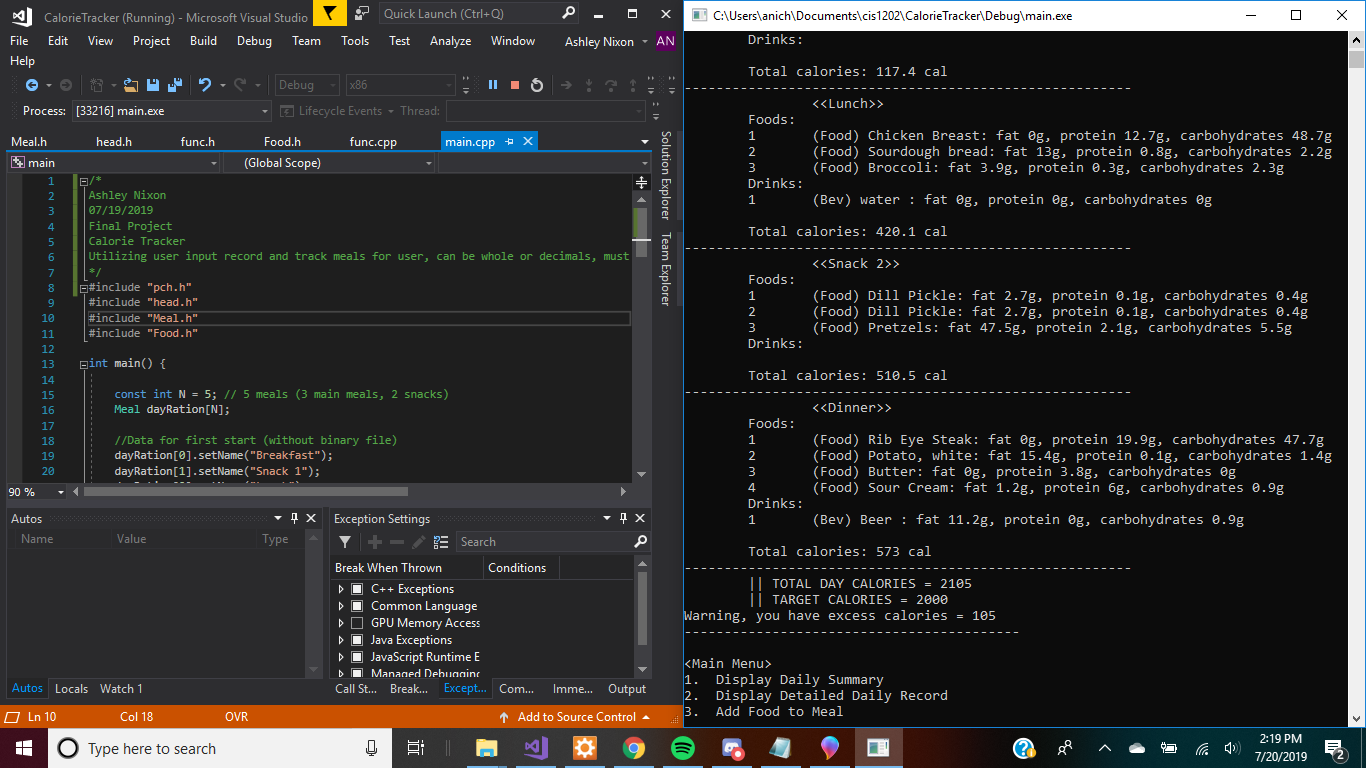 CalorieTracker (Running) - Microsoft Visual Studio
Quick Launch (Ctrl+Q)
File Edit View Project Build Debug Team Tools Test Analyze Window Ashley Nixon AN
Help
Debug x86
Process: [33216] main.exe Lifecycle Events Thread:
Meal.h head.h func.h Food.h func.cpp main.cpp
main (Global Scope)
1 /*
2 Ashley Nixon
3 07/19/2019
4 Final Project
5 Calorie Tracker
6 Utilizing user input record and track meals for user, can be whole or decimals, must
7 */
8 #include "pch.h"
9 #include "head.h"
10 #include "Meal.h"
11 #include "Food.h"
12
13 int main() {
14
15 const int N = 5; // 5 meals (3 main meals, 2 snacks)
16 Meal dayRation[N];
17
18 //Data for first start (without binary file)
19 dayRation[0].setName("Breakfast");
20 dayRation[1].setName("Snack 1");
90 %
Solution Explorer
Team Explorer
Autos
Name Value Type
Autos Locals Watch 1
Exception Settings
Search
Break When Thrown Conditions
C++ Exceptions
Common Language
GPU Memory Access
Java Exceptions
JavaScript Runtime E
Managed Debugging
Call St... Break... Except... Com... Imme... Output
Ln 10 Col 18 OVR Add to Source Control
C:\Users\anich\Documents\cis1202\CalorieTracker\Debug\main.exe
Drinks:
Total calories: 117.4 cal
--------------------------------------------------------
<<Lunch>>
Foods:
1 (Food) Chicken Breast: fat 0g, protein 12.7g, carbohydrates 48.7g
2 (Food) Sourdough bread: fat 13g, protein 0.8g, carbohydrates 2.2g
3 (Food) Broccoli: fat 3.9g, protein 0.3g, carbohydrates 2.3g
Drinks:
1 (Bev) water : fat 0g, protein 0g, carbohydrates 0g
Total calories: 420.1 cal
--------------------------------------------------------
<<Snack 2>>
Foods:
1 (Food) Dill Pickle: fat 2.7g, protein 0.1g, carbohydrates 0.4g
2 (Food) Dill Pickle: fat 2.7g, protein 0.1g, carbohydrates 0.4g
3 (Food) Pretzels: fat 47.5g, protein 2.1g, carbohydrates 5.5g
Drinks:
Total calories: 510.5 cal
--------------------------------------------------------
<<Dinner>>
Foods:
1 (Food) Rib Eye Steak: fat 0g, protein 19.9g, carbohydrates 47.7g
2 (Food) Potato, white: fat 15.4g, protein 0.1g, carbohydrates 1.4g
3 (Food) Butter: fat 0g, protein 3.8g, carbohydrates 0g
4 (Food) Sour Cream: fat 1.2g, protein 6g, carbohydrates 0.9g
Drinks:
1 (Bev) Beer : fat 11.2g, protein 0g, carbohydrates 0.9g
Total calories: 573 cal
--------------------------------------------------------
|| TOTAL DAY CALORIES = 2105
|| TARGET CALORIES = 2000
Warning, you have excess calories = 105
------------------------------------------
<Main Menu>
1. Display Daily Summary
2. Display Detailed Daily Record
3. Add Food to Meal
Type here to search
2:19 PM
7/20/2019
2